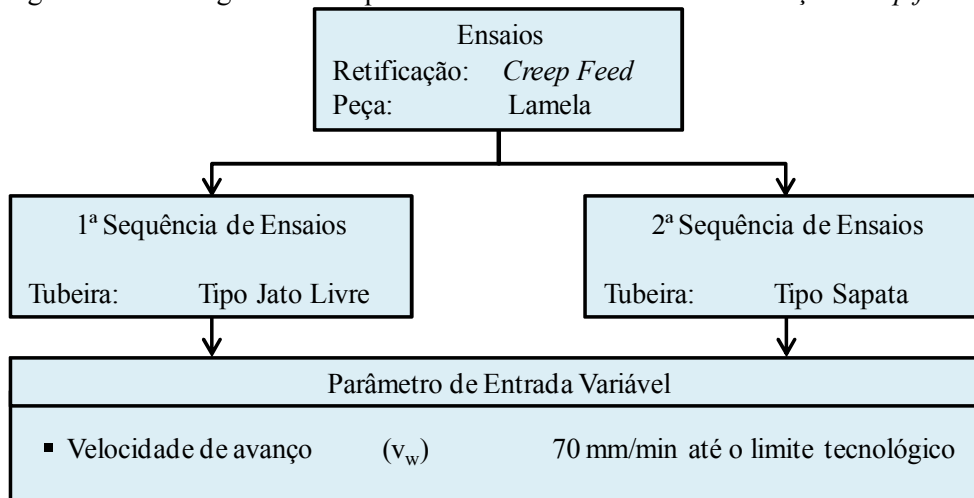 Ensaios
Retificação: Creep Feed
Peça: Lamela
1ª Sequência de Ensaios
Tubeira: Tipo Jato Livre
2ª Sequência de Ensaios
Tubeira: Tipo Sapata
Parâmetro de Entrada Variável
▪ Velocidade de avanço (v_w) 70 mm/min até o limite tecnológico